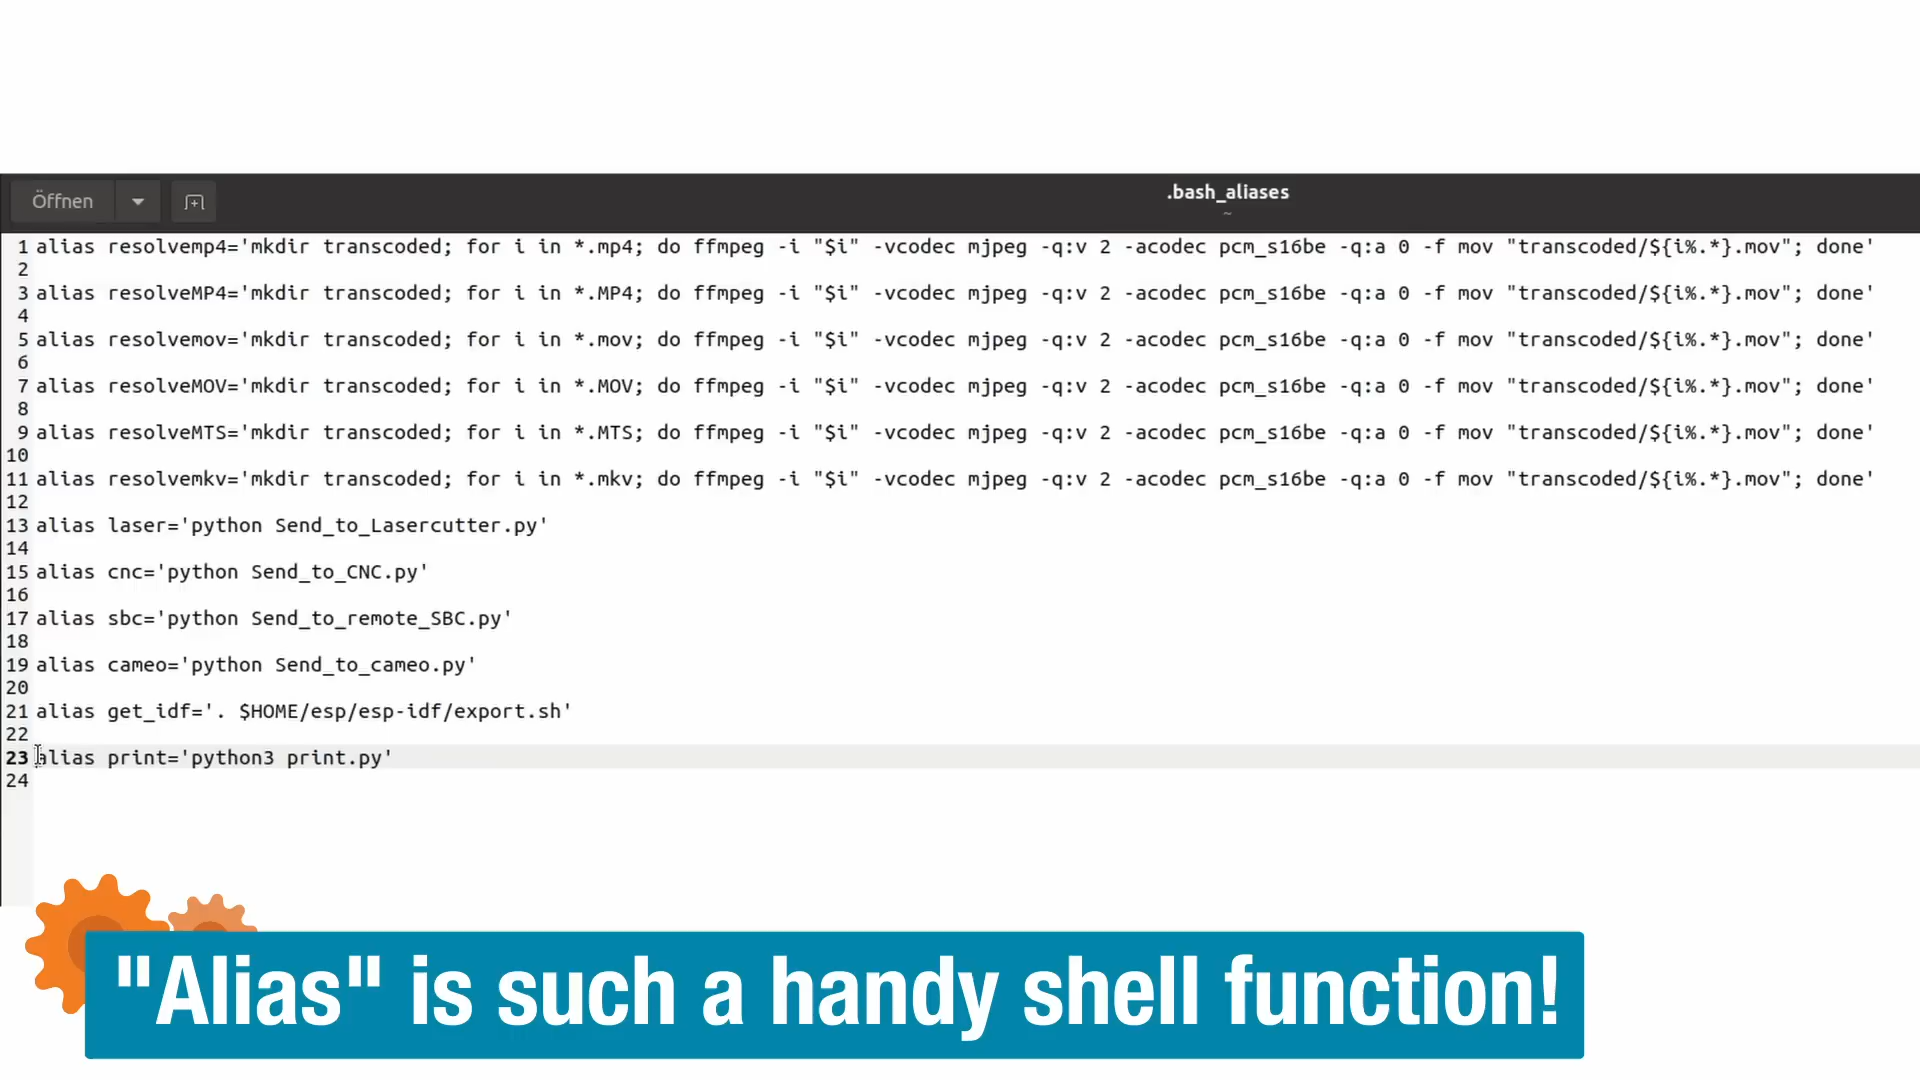 Öffnen
.bash_aliases
~
1 alias resolvemp4='mkdir transcoded; for i in *.mp4; do ffmpeg -i "$i" -vcodec mjpeg -q:v 2 -acodec pcm_s16be -q:a 0 -f mov "transcoded/${i%.*}.mov"; done'
2
3 alias resolveMP4='mkdir transcoded; for i in *.MP4; do ffmpeg -i "$i" -vcodec mjpeg -q:v 2 -acodec pcm_s16be -q:a 0 -f mov "transcoded/${i%.*}.mov"; done'
4
5 alias resolvemov='mkdir transcoded; for i in *.mov; do ffmpeg -i "$i" -vcodec mjpeg -q:v 2 -acodec pcm_s16be -q:a 0 -f mov "transcoded/${i%.*}.mov"; done'
6
7 alias resolveMOV='mkdir transcoded; for i in *.MOV; do ffmpeg -i "$i" -vcodec mjpeg -q:v 2 -acodec pcm_s16be -q:a 0 -f mov "transcoded/${i%.*}.mov"; done'
8
9 alias resolveMTS='mkdir transcoded; for i in *.MTS; do ffmpeg -i "$i" -vcodec mjpeg -q:v 2 -acodec pcm_s16be -q:a 0 -f mov "transcoded/${i%.*}.mov"; done'
10
11 alias resolvemkv='mkdir transcoded; for i in *.mkv; do ffmpeg -i "$i" -vcodec mjpeg -q:v 2 -acodec pcm_s16be -q:a 0 -f mov "transcoded/${i%.*}.mov"; done'
12
13 alias laser='python Send_to_Lasercutter.py'
14
15 alias cnc='python Send_to_CNC.py'
16
17 alias sbc='python Send_to_remote_SBC.py'
18
19 alias cameo='python Send_to_cameo.py'
20
21 alias get_idf='. $HOME/esp/esp-idf/export.sh'
22
23 alias print='python3 print.py'
24
"Alias" is such a handy shell function!